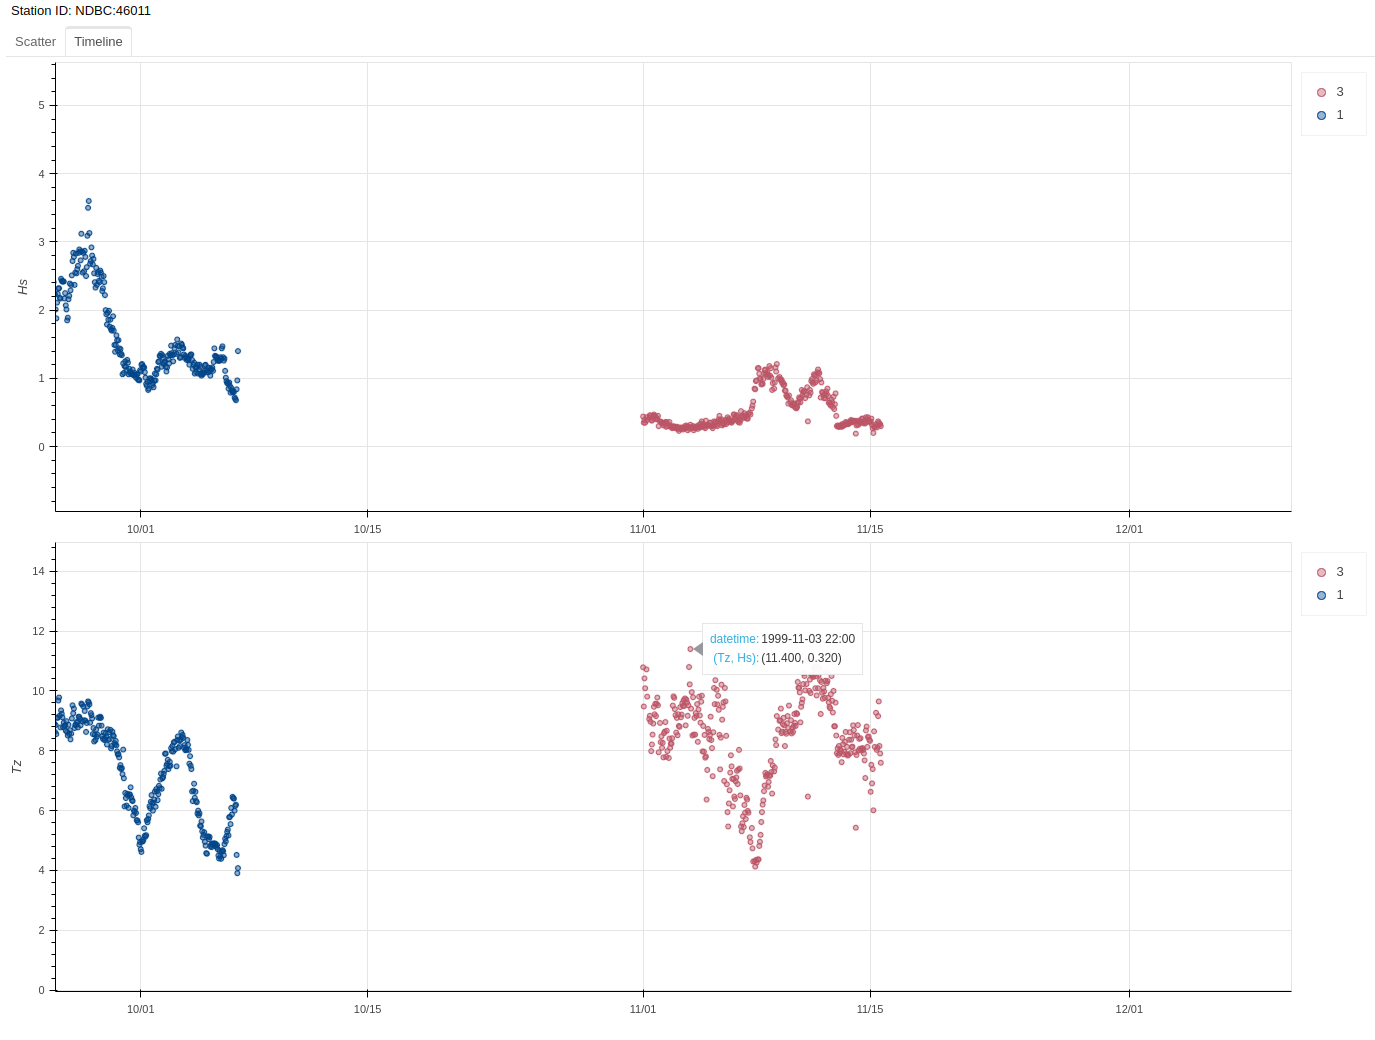 Station ID: NDBC:46011
Scatter Timeline
5
4
3
2
1
0
Hs
10/01 10/15 11/01 11/15 12/01
3
1
14
12
10
8
6
4
2
0
Tz
10/01 10/15 11/01 11/15 12/01
datetime: 1999-11-03 22:00
(Tz, Hs): (11.400, 0.320)
3
1